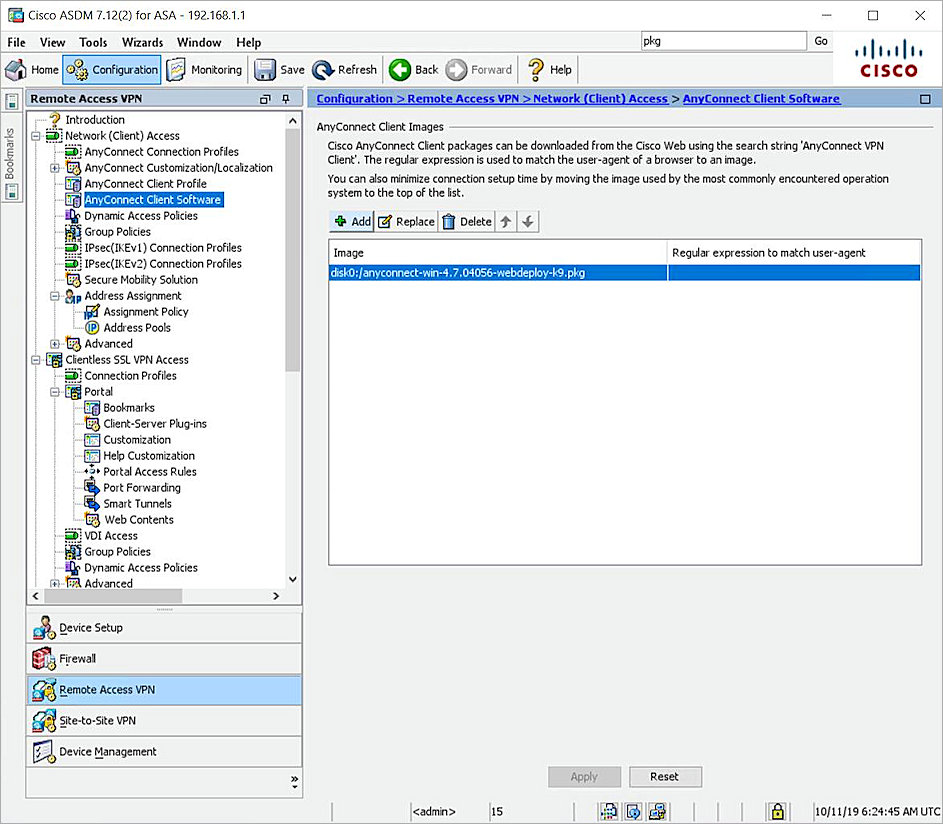 Cisco ASDM 7.12(2) for ASA - 192.168.1.1
File View Tools Wizards Window Help
pkg
Go
Home Configuration Monitoring Save Refresh Back Forward Help
CISCO
Bookmarks
Remote Access VPN
Introduction
Network (Client) Access
AnyConnect Connection Profiles
AnyConnect Customization/Localization
AnyConnect Client Profile
AnyConnect Client Software
Dynamic Access Policies
Group Policies
IPsec(IKEv1) Connection Profiles
IPsec(IKEv2) Connection Profiles
Secure Mobility Solution
Address Assignment
Assignment Policy
Address Pools
Advanced
Clientless SSL VPN Access
Connection Profiles
Portal
Bookmarks
Client-Server Plug-ins
Customization
Help Customization
Portal Access Rules
Port Forwarding
Smart Tunnels
Web Contents
VDI Access
Group Policies
Dynamic Access Policies
Advanced
Device Setup
Firewall
Remote Access VPN
Site-to-Site VPN
Device Management
Configuration > Remote Access VPN > Network (Client) Access > AnyConnect Client Software
AnyConnect Client Images
Cisco AnyConnect Client packages can be downloaded from the Cisco Web using the search string 'AnyConnect VPN
Client'. The regular expression is used to match the user-agent of a browser to an image.
You can also minimize connection setup time by moving the image used by the most commonly encountered operation
system to the top of the list.
Add Replace Delete
Image Regular expression to match user-agent
disk0:/anyconnect-win-4.7.04056-webdeploy-k9.pkg
Apply Reset
<admin> 15 10/11/19 6:24:45 AM UTC